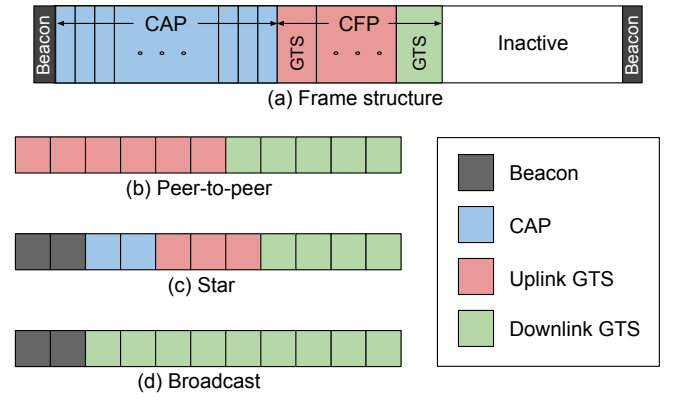 Beacon
CAP
GTS
CFP
GTS
Inactive
Beacon
(a) Frame structure
(b) Peer-to-peer
(c) Star
(d) Broadcast
Beacon
CAP
Uplink GTS
Downlink GTS